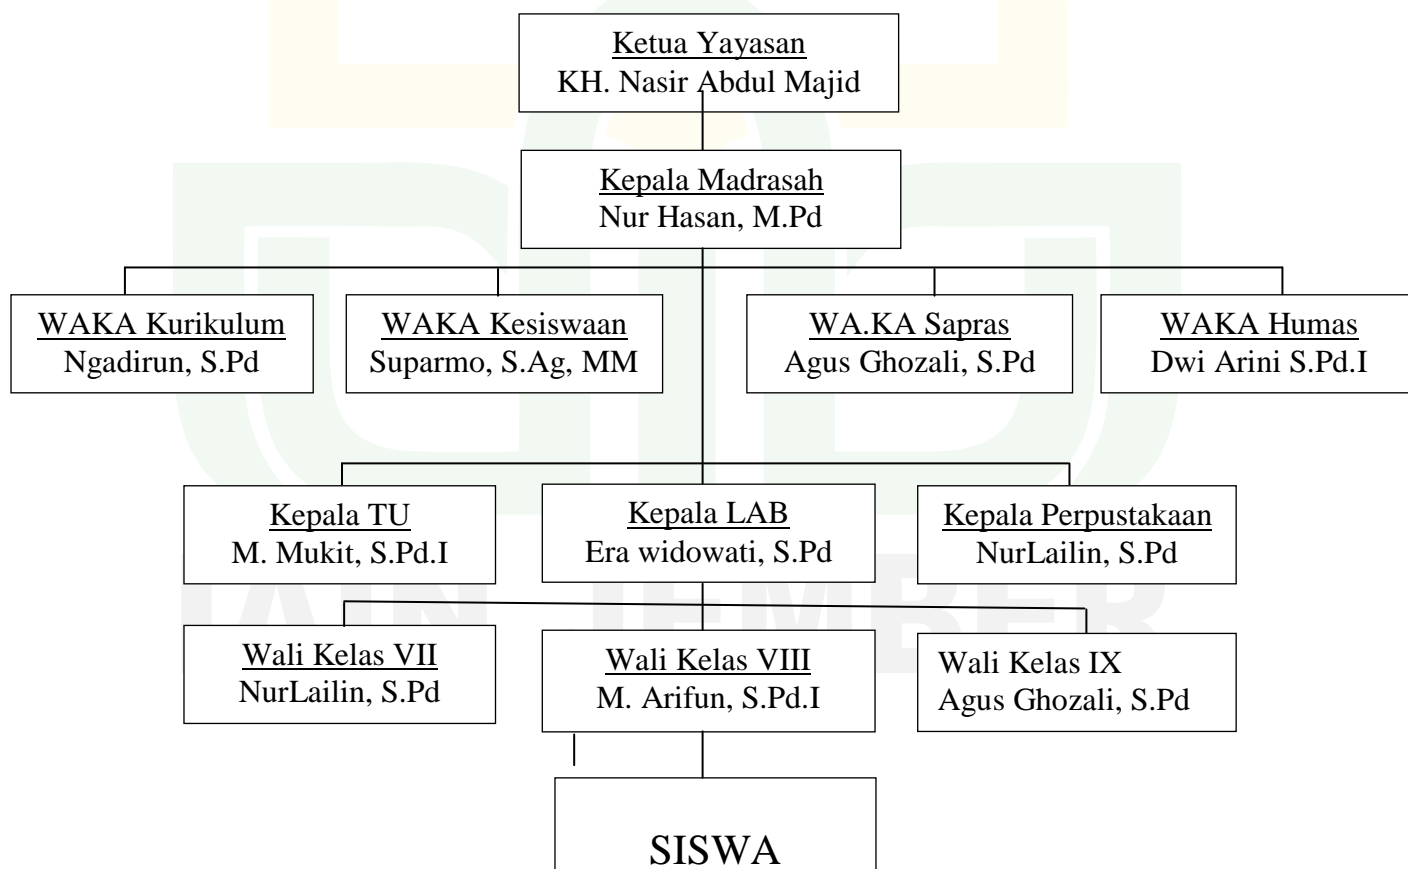 Ketua Yayasan
KH. Nasir Abdul Majid
Kepala Madrasah
Nur Hasan, M.Pd
WAKA Kurikulum
Ngadirun, S.Pd
WAKA Kesiswaan
Suparmo, S.Ag, MM
WA.KA Sapras
Agus Ghozali, S.Pd
WAKA Humas
Dwi Arini S.Pd.I
Kepala TU
M. Mukit, S.Pd.I
Kepala LAB
Era widowati, S.Pd
Kepala Perpustakaan
NurLailin, S.Pd
IAIN JEMBER
Wali Kelas VII
NurLailin, S.Pd
Wali Kelas VIII
M. Arifun, S.Pd.I
Wali Kelas IX
Agus Ghozali, S.Pd
SISWA